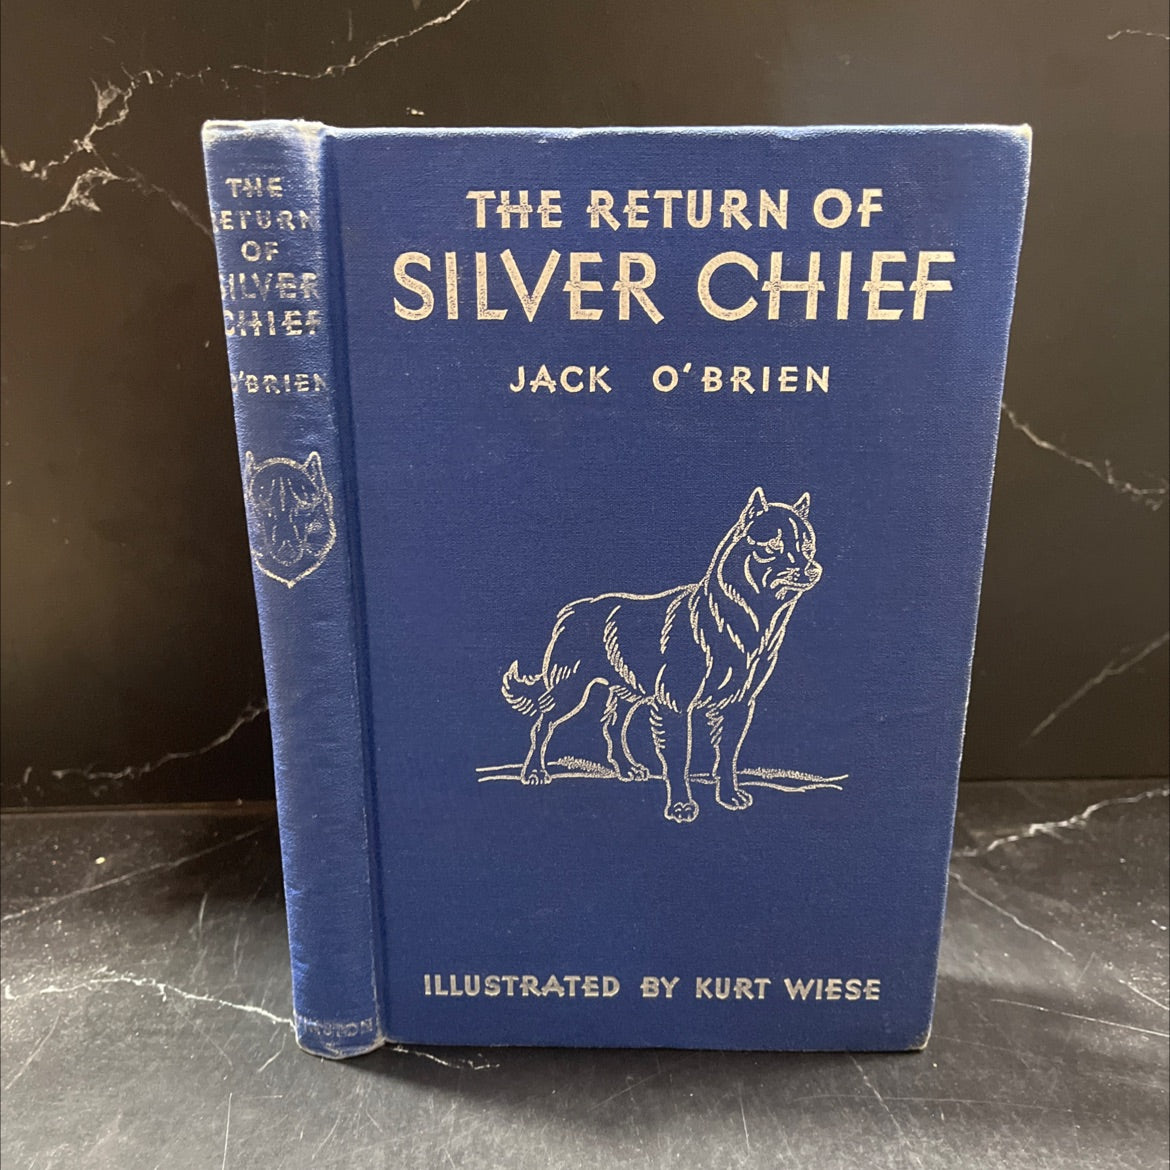 THE
RETURN
OF
SILVER
CHIEF
O'BRIEN
THE RETURN OF
SILVER CHIEF
JACK O'BRIEN
ILLUSTRATED BY KURT WIESE